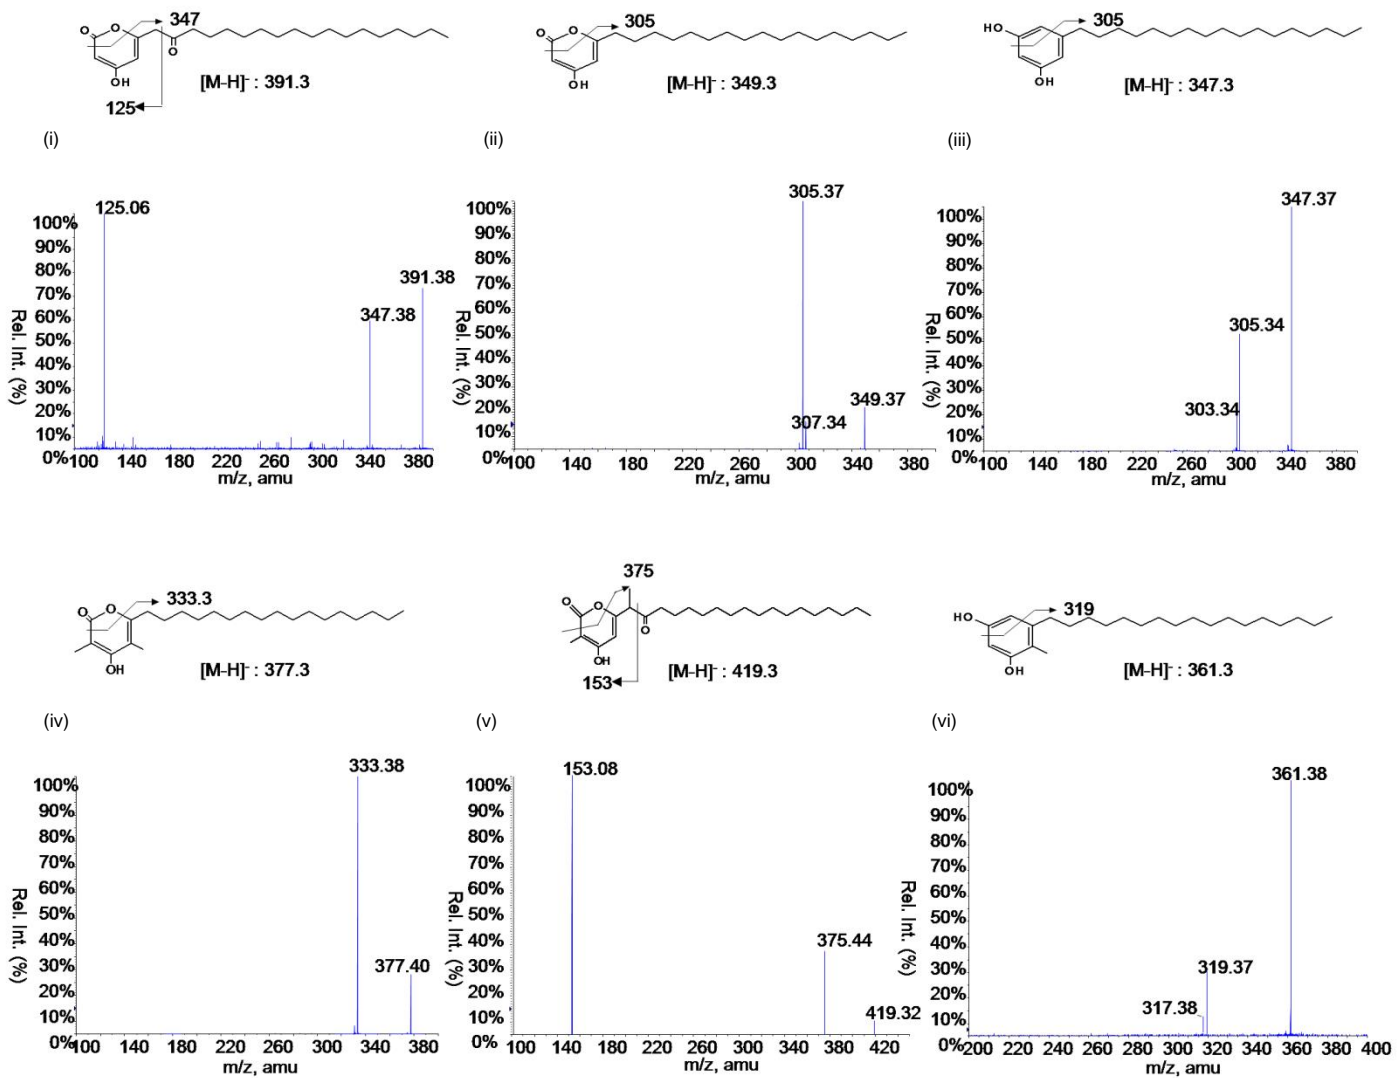 O
O
347
O
OH
[M-H]⁻ : 391.3
125
(i)
O
O
305
OH
[M-H]⁻ : 349.3
(ii)
HO
305
OH
[M-H]⁻ : 347.3
(iii)
Rel. Int. (%)
100%
90%
80%
70%
60%
50%
40%
30%
20%
10%
0%
125.06
391.38
347.38
100 140 180 220 260 300 340 380
m/z, amu
Rel. Int. (%)
100%
90%
80%
70%
60%
50%
40%
30%
20%
10%
0%
305.37
349.37
307.34
100 140 180 220 260 300 340 380
m/z, amu
Rel. Int. (%)
100%
90%
80%
70%
60%
50%
40%
30%
20%
10%
0%
347.37
305.34
303.34
100 140 180 220 260 300 340 380
m/z, amu
O
O
333.3
OH
[M-H]⁻ : 377.3
(iv)
375
O
O
O
OH
153
[M-H]⁻ : 419.3
(v)
HO
319
OH
[M-H]⁻ : 361.3
(vi)
Rel. Int. (%)
100%
90%
80%
70%
60%
50%
40%
30%
20%
10%
0%
333.38
377.40
100 140 180 220 260 300 340 380
m/z, amu
Rel. Int. (%)
100%
90%
80%
70%
60%
50%
40%
30%
20%
10%
0%
153.08
375.44
419.32
100 140 180 220 260 300 340 380 420
m/z, amu
Rel. Int. (%)
100%
90%
80%
70%
60%
50%
40%
30%
20%
10%
0%
361.38
319.37
317.38
200 220 240 260 280 300 320 340 360 380 400
m/z, amu